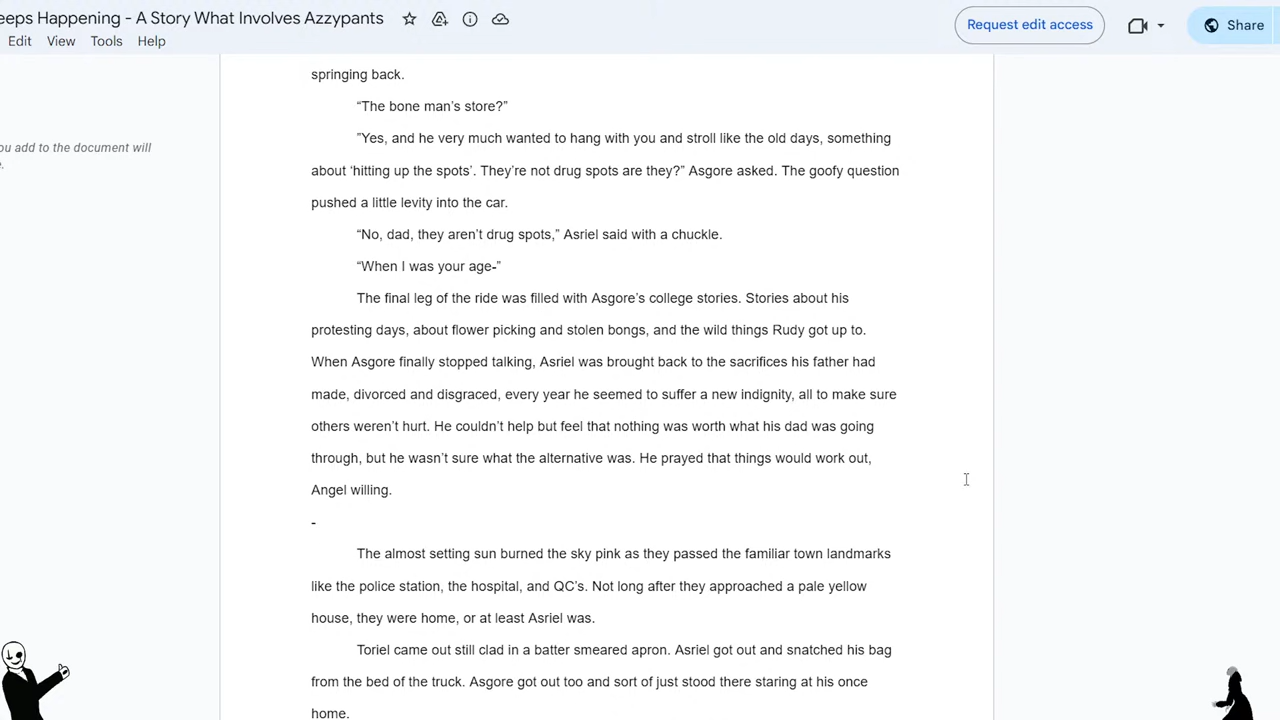 eeps Happening - A Story What Involves Azzypants
Request edit access
Share
Edit View Tools Help
springing back.
“The bone man’s store?”
”Yes, and he very much wanted to hang with you and stroll like the old days, something
about ‘hitting up the spots’. They’re not drug spots are they?” Asgore asked. The goofy question
pushed a little levity into the car.
“No, dad, they aren’t drug spots,” Asriel said with a chuckle.
“When I was your age-”
The final leg of the ride was filled with Asgore’s college stories. Stories about his
protesting days, about flower picking and stolen bongs, and the wild things Rudy got up to.
When Asgore finally stopped talking, Asriel was brought back to the sacrifices his father had
made, divorced and disgraced, every year he seemed to suffer a new indignity, all to make sure
others weren’t hurt. He couldn’t help but feel that nothing was worth what his dad was going
through, but he wasn’t sure what the alternative was. He prayed that things would work out,
Angel willing.
-
The almost setting sun burned the sky pink as they passed the familiar town landmarks
like the police station, the hospital, and QC’s. Not long after they approached a pale yellow
house, they were home, or at least Asriel was.
Toriel came out still clad in a batter smeared apron. Asriel got out and snatched his bag
from the bed of the truck. Asgore got out too and sort of just stood there staring at his once
home.
ou add to the document will
e.